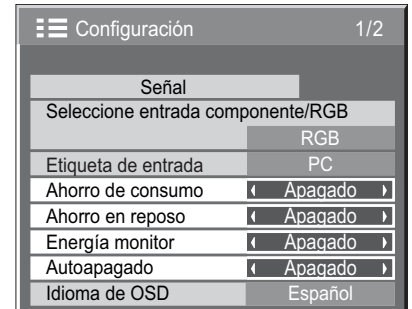 Configuración 1/2
Señal
Seleccione entrada componente/RGB
RGB
Etiqueta de entrada PC
Ahorro de consumo Apagado
Ahorro en reposo Apagado
Energía monitor Apagado
Autoapagado Apagado
Idioma de OSD Español